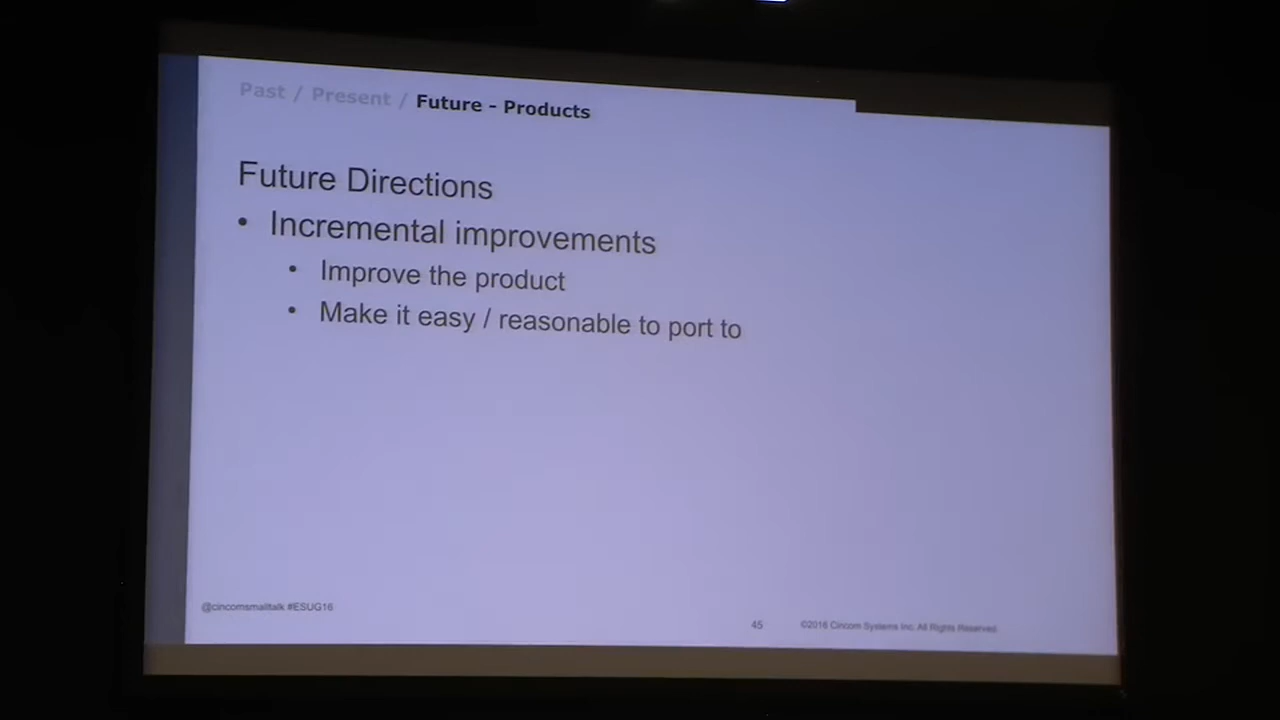 Past / Present / Future - Products
Future Directions
• Incremental improvements
• Improve the product
• Make it easy / reasonable to port to
@cincomsmalltalk #ESUG16
45 ©2016 Cincom Systems Inc. All Rights Reserved